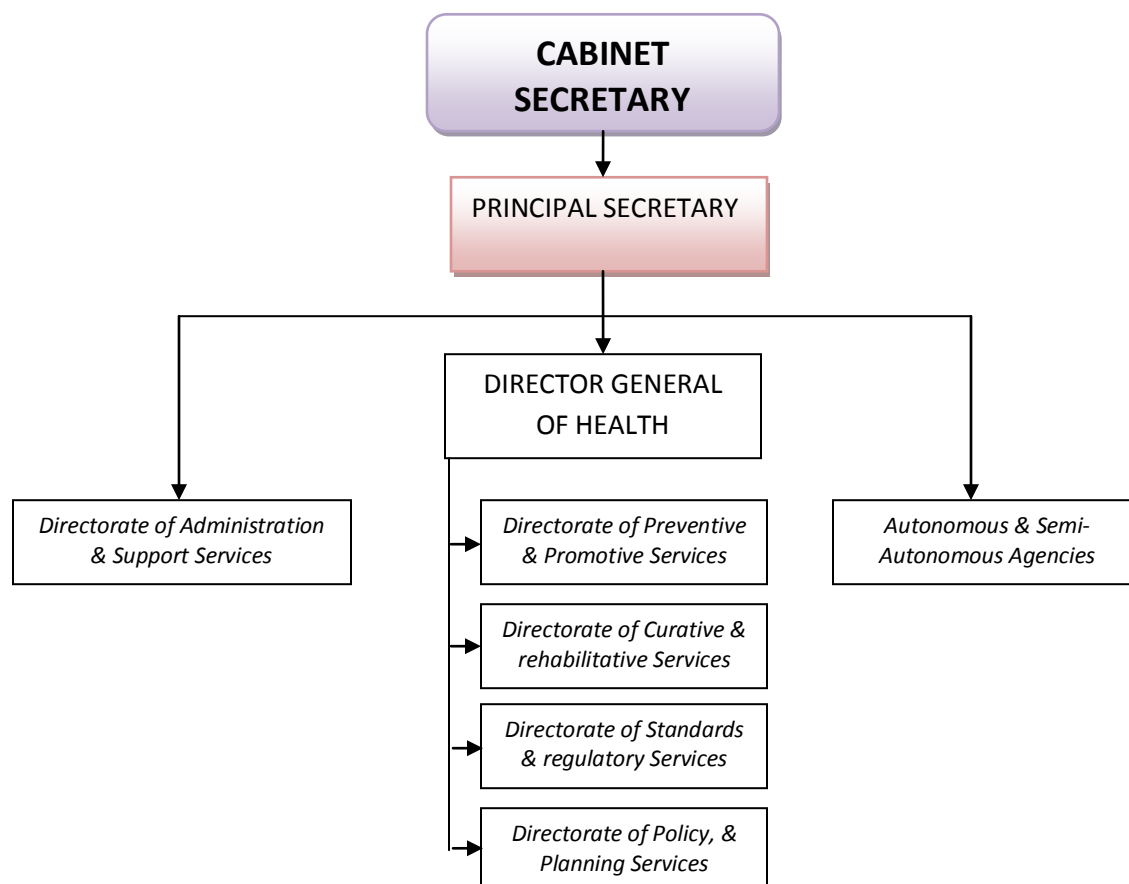 CABINET
SECRETARY
PRINCIPAL SECRETARY
DIRECTOR GENERAL
OF HEALTH
Directorate of Administration
& Support Services
Directorate of Preventive
& Promotive Services
Autonomous & Semi-
Autonomous Agencies
Directorate of Curative &
rehabilitative Services
Directorate of Standards
& regulatory Services
Directorate of Policy, &
Planning Services